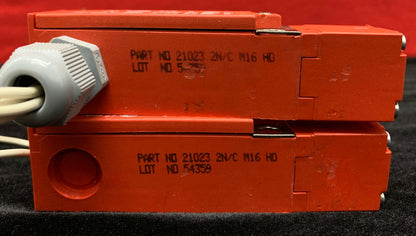 PART NO 21023 2N/C M16 HD
LOT NO
PART NO 21023 2N/C M16 HD
LOT NO 54359